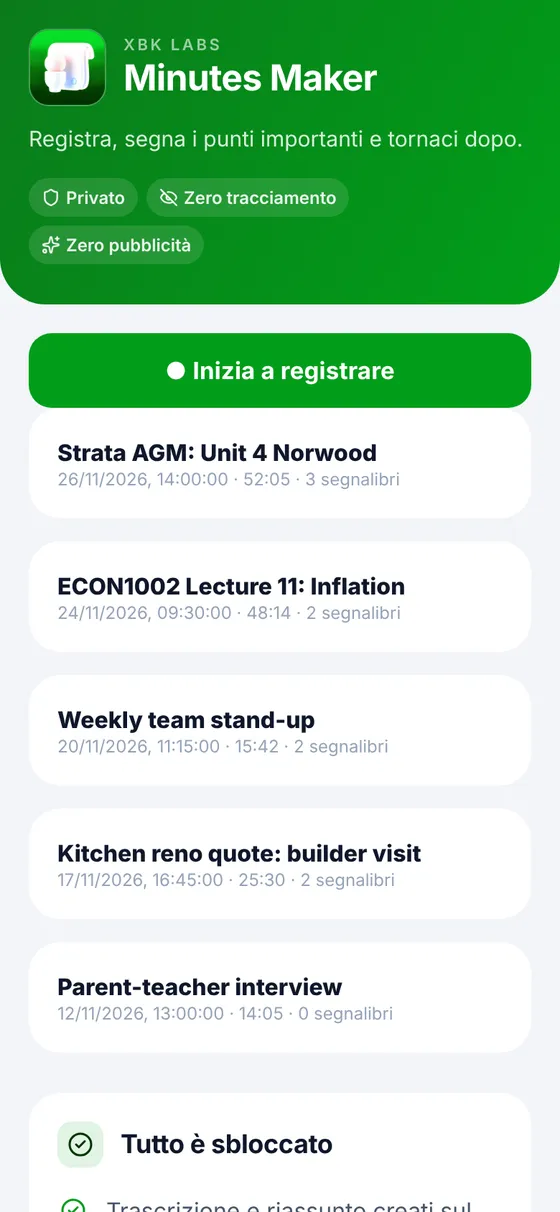 XBK LABS
Minutes Maker
Registra, segna i punti importanti e tornaci dopo.
Privato
Zero tracciamento
Zero pubblicità
Inizia a registrare
Strata AGM: Unit 4 Norwood
26/11/2026, 14:00:00 · 52:05 · 3 segnalibri
ECON1002 Lecture 11: Inflation
24/11/2026, 09:30:00 · 48:14 · 2 segnalibri
Weekly team stand-up
20/11/2026, 11:15:00 · 15:42 · 2 segnalibri
Kitchen reno quote: builder visit
17/11/2026, 16:45:00 · 25:30 · 2 segnalibri
Parent-teacher interview
12/11/2026, 13:00:00 · 14:05 · 0 segnalibri
Tutto è sbloccato
Trascrizione e riassunto creati sul